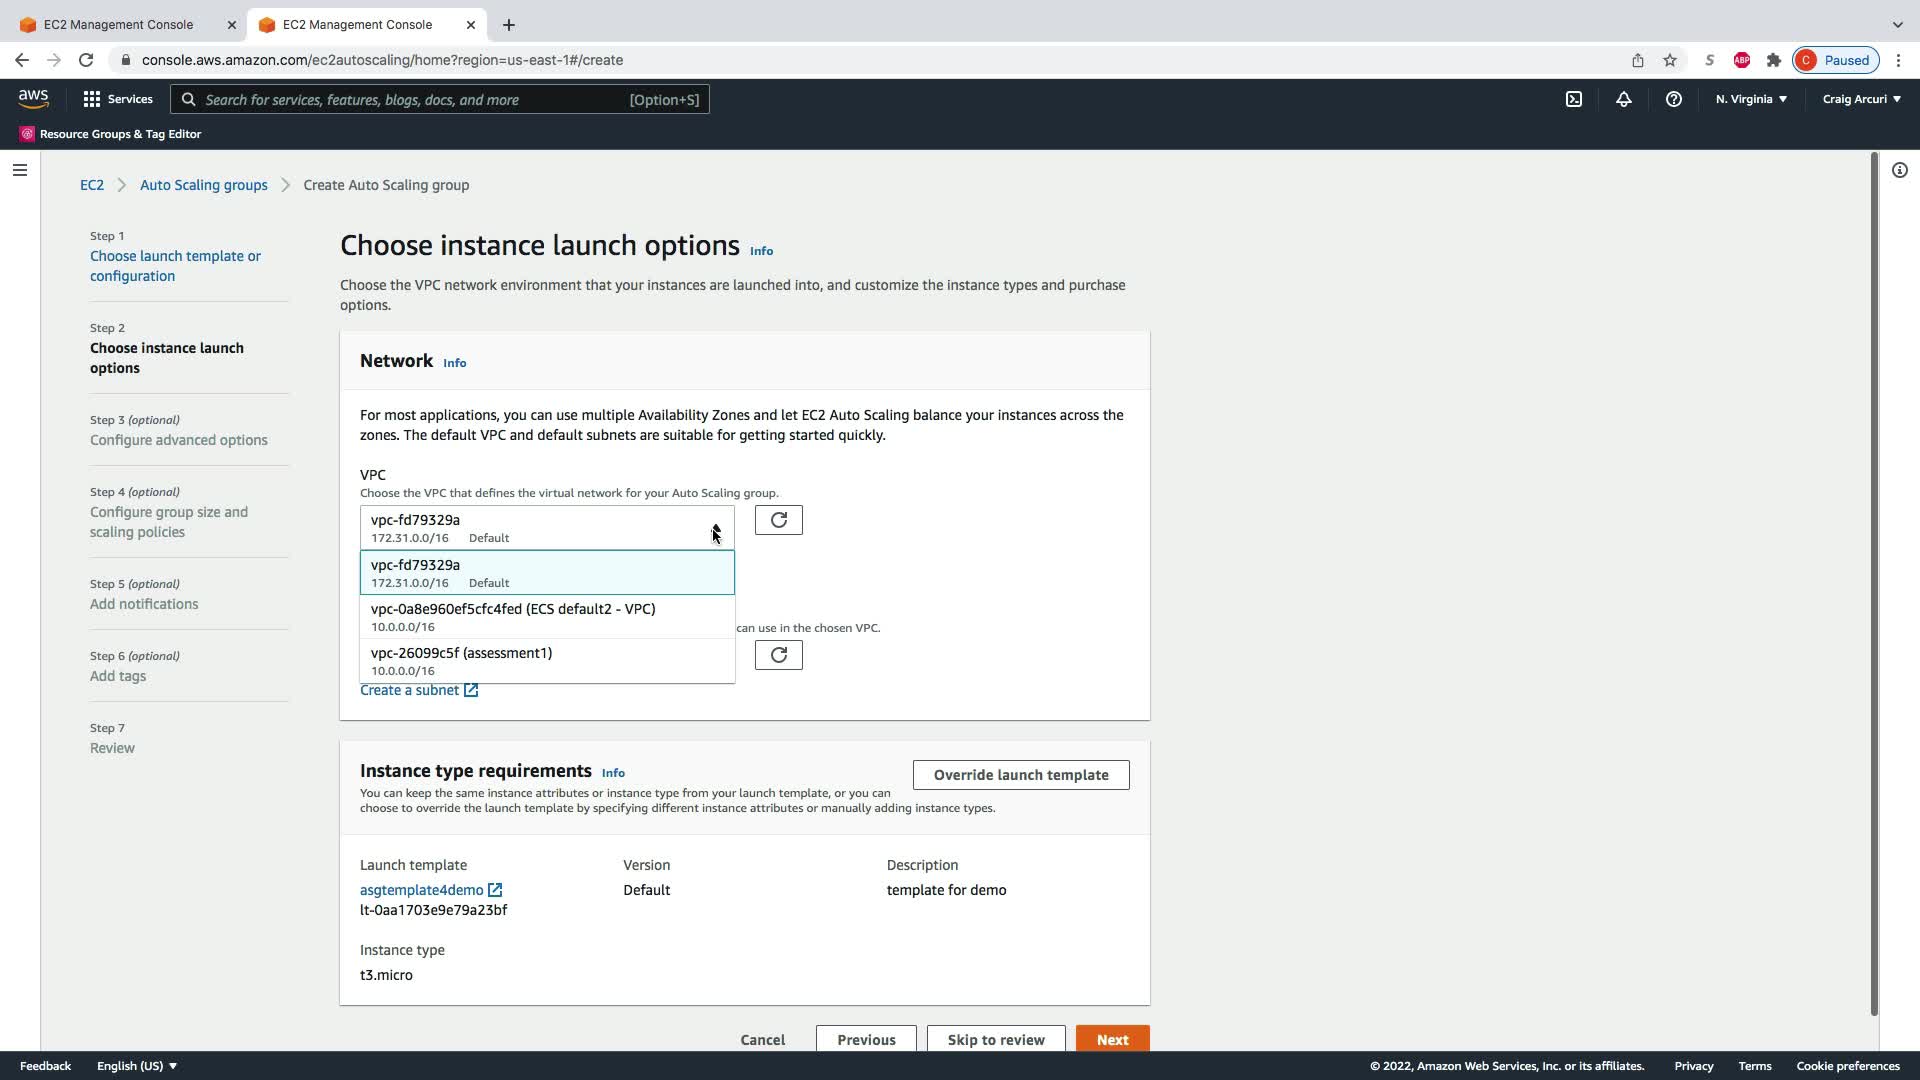 EC2 Management Console
EC2 Management Console
console.aws.amazon.com/ec2autoscaling/home?region=us-east-1#/create
S
ABP
C Paused
aws
Services
Search for services, features, blogs, docs, and more [Option+S]
N. Virginia
Craig Arcuri
Resource Groups & Tag Editor
EC2 > Auto Scaling groups > Create Auto Scaling group
Step 1
Choose launch template or
configuration
Step 2
Choose instance launch
options
Step 3 (optional)
Configure advanced options
Step 4 (optional)
Configure group size and
scaling policies
Step 5 (optional)
Add notifications
Step 6 (optional)
Add tags
Step 7
Review
Choose instance launch options Info
Choose the VPC network environment that your instances are launched into, and customize the instance types and purchase
options.
Network Info
For most applications, you can use multiple Availability Zones and let EC2 Auto Scaling balance your instances across the
zones. The default VPC and default subnets are suitable for getting started quickly.
VPC
Choose the VPC that defines the virtual network for your Auto Scaling group.
vpc-fd79329a
172.31.0.0/16 Default
vpc-fd79329a
172.31.0.0/16 Default
vpc-0a8e960ef5cfc4fed (ECS default2 - VPC)
10.0.0.0/16
can use in the chosen VPC.
vpc-26099c5f (assessment1)
10.0.0.0/16
Create a subnet
Instance type requirements Info
Override launch template
You can keep the same instance attributes or instance type from your launch template, or you can
choose to override the launch template by specifying different instance attributes or manually adding instance types.
Launch template
asgtemplate4demo
lt-0aa1703e9e79a23bf
Version
Default
Description
template for demo
Instance type
t3.micro
Cancel
Previous
Skip to review
Next
Feedback
English (US)
© 2022, Amazon Web Services, Inc. or its affiliates.
Privacy
Terms
Cookie preferences